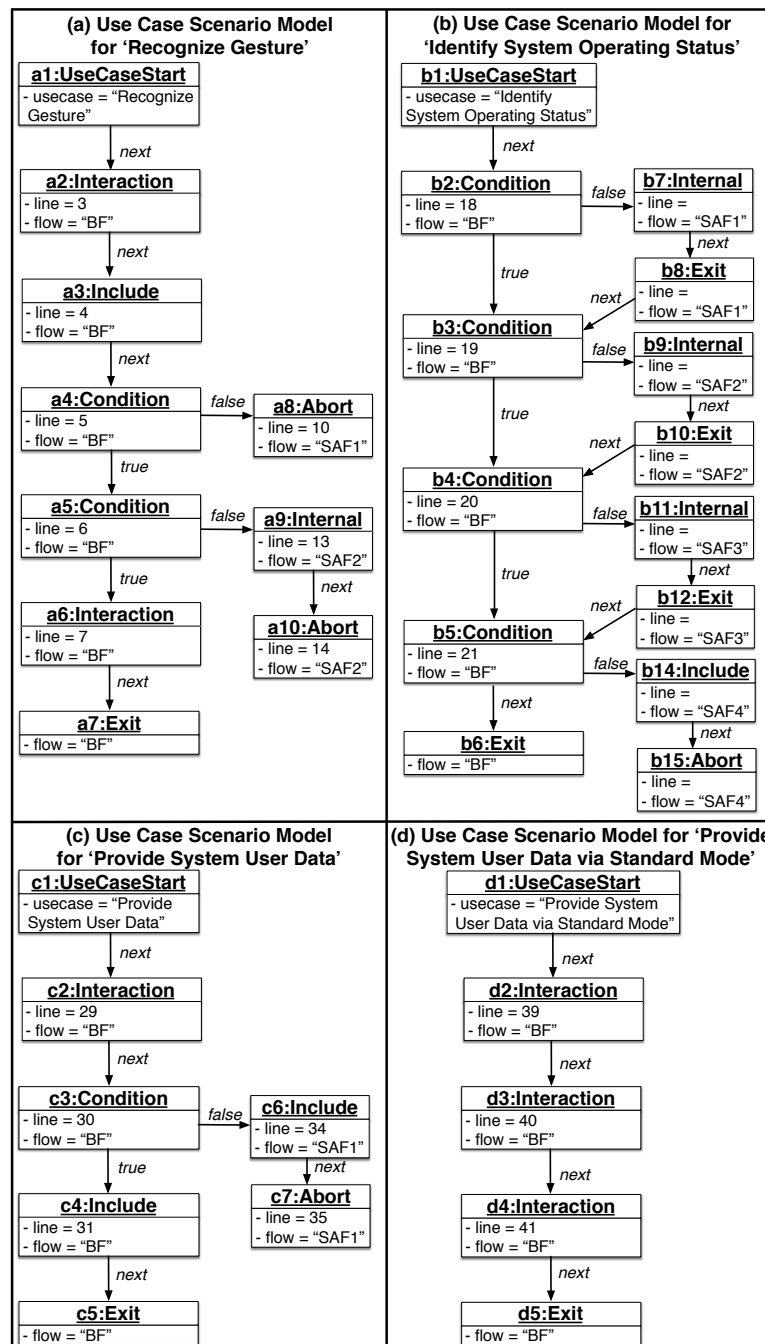 (a) Use Case Scenario Model
for ‘Recognize Gesture’
a1:UseCaseStart
- usecase = “Recognize
Gesture”
next
a2:Interaction
- line = 3
- flow = “BF”
next
a3:Include
- line = 4
- flow = “BF”
next
a4:Condition
- line = 5
- flow = “BF”
false
a8:Abort
- line = 10
- flow = “SAF1”
true
a5:Condition
- line = 6
- flow = “BF”
false
a9:Internal
- line = 13
- flow = “SAF2”
next
a10:Abort
- line = 14
- flow = “SAF2”
true
a6:Interaction
- line = 7
- flow = “BF”
next
a7:Exit
- flow = “BF”
(b) Use Case Scenario Model for
‘Identify System Operating Status’
b1:UseCaseStart
- usecase = “Identify
System Operating Status”
next
b2:Condition
- line = 18
- flow = “BF”
false
b7:Internal
- line =
- flow = “SAF1”
next
b8:Exit
- line =
- flow = “SAF1”
next
true
b3:Condition
- line = 19
- flow = “BF”
false
b9:Internal
- line =
- flow = “SAF2”
next
b10:Exit
- line =
- flow = “SAF2”
next
true
b4:Condition
- line = 20
- flow = “BF”
false
b11:Internal
- line =
- flow = “SAF3”
next
b12:Exit
- line =
- flow = “SAF3”
next
true
b5:Condition
- line = 21
- flow = “BF”
false
b14:Include
- line =
- flow = “SAF4”
next
b15:Abort
- line =
- flow = “SAF4”
next
b6:Exit
- flow = “BF”
(c) Use Case Scenario Model
for ‘Provide System User Data’
c1:UseCaseStart
- usecase = “Provide
System User Data”
next
c2:Interaction
- line = 29
- flow = “BF”
next
c3:Condition
- line = 30
- flow = “BF”
false
c6:Include
- line = 34
- flow = “SAF1”
next
c7:Abort
- line = 35
- flow = “SAF1”
true
c4:Include
- line = 31
- flow = “BF”
next
c5:Exit
- flow = “BF”
(d) Use Case Scenario Model for ‘Provide
System User Data via Standard Mode’
d1:UseCaseStart
- usecase = “Provide System
User Data via Standard Mode”
next
d2:Interaction
- line = 39
- flow = “BF”
next
d3:Interaction
- line = 40
- flow = “BF”
next
d4:Interaction
- line = 41
- flow = “BF”
next
d5:Exit
- flow = “BF”